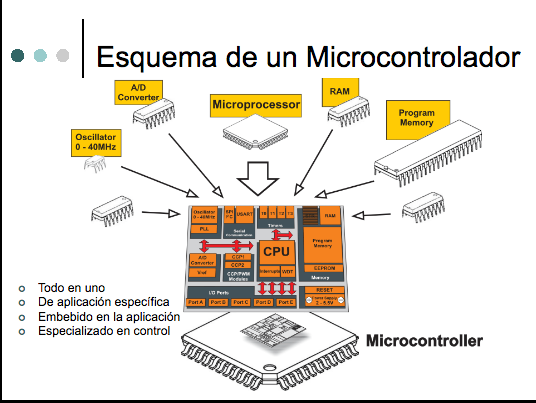 Esquema de un Microcontrolador
A/D
Converter
Microprocessor
RAM
Program
Memory
Oscillator
0 - 40MHz
Oscillator
0 - 40MHz
PLL
SPI
I²C
USART
Serial
Communication
T0 T1 T2 T3
Timers
RAM
Program
Memory
EEPROM
Memory
A/D
Converter
Vref
CCP1
CCP2
CCP/PWM
Modules
CPU
Interrupts
WDT
I/O Ports
Port A
Port B
Port C
Port D
Port E
RESET
Power Supply
2 - 5.5V
Todo en uno
De aplicación específica
Embebido en la aplicación
Especializado en control
Microcontroller